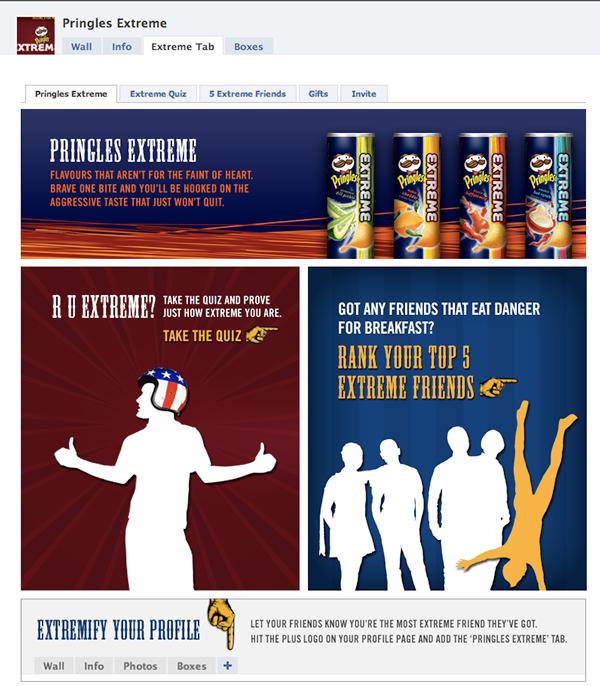 Pringles Extreme
Pringles
XTREM
Wall Info Extreme Tab Boxes
Pringles Extreme Extreme Quiz 5 Extreme Friends Gifts Invite
PRINGLES EXTREME
FLAVOURS THAT AREN'T FOR THE FAINT OF HEART.
BRAVE ONE BITE AND YOU'LL BE HOOKED ON THE
AGGRESSIVE TASTE THAT JUST WON'T QUIT.
Pringles EXTREME
Pringles EXTREME
Pringles EXTREME
Pringles EXTREME
R U EXTREME?
TAKE THE QUIZ AND PROVE
JUST HOW EXTREME YOU ARE.
TAKE THE QUIZ
GOT ANY FRIENDS THAT EAT DANGER
FOR BREAKFAST?
RANK YOUR TOP 5
EXTREME FRIENDS
EXTREMIFY YOUR PROFILE
LET YOUR FRIENDS KNOW YOU'RE THE MOST EXTREME FRIEND THEY'VE GOT.
HIT THE PLUS LOGO ON YOUR PROFILE PAGE AND ADD THE 'PRINGLES EXTREME' TAB.
Wall Info Photos Boxes +